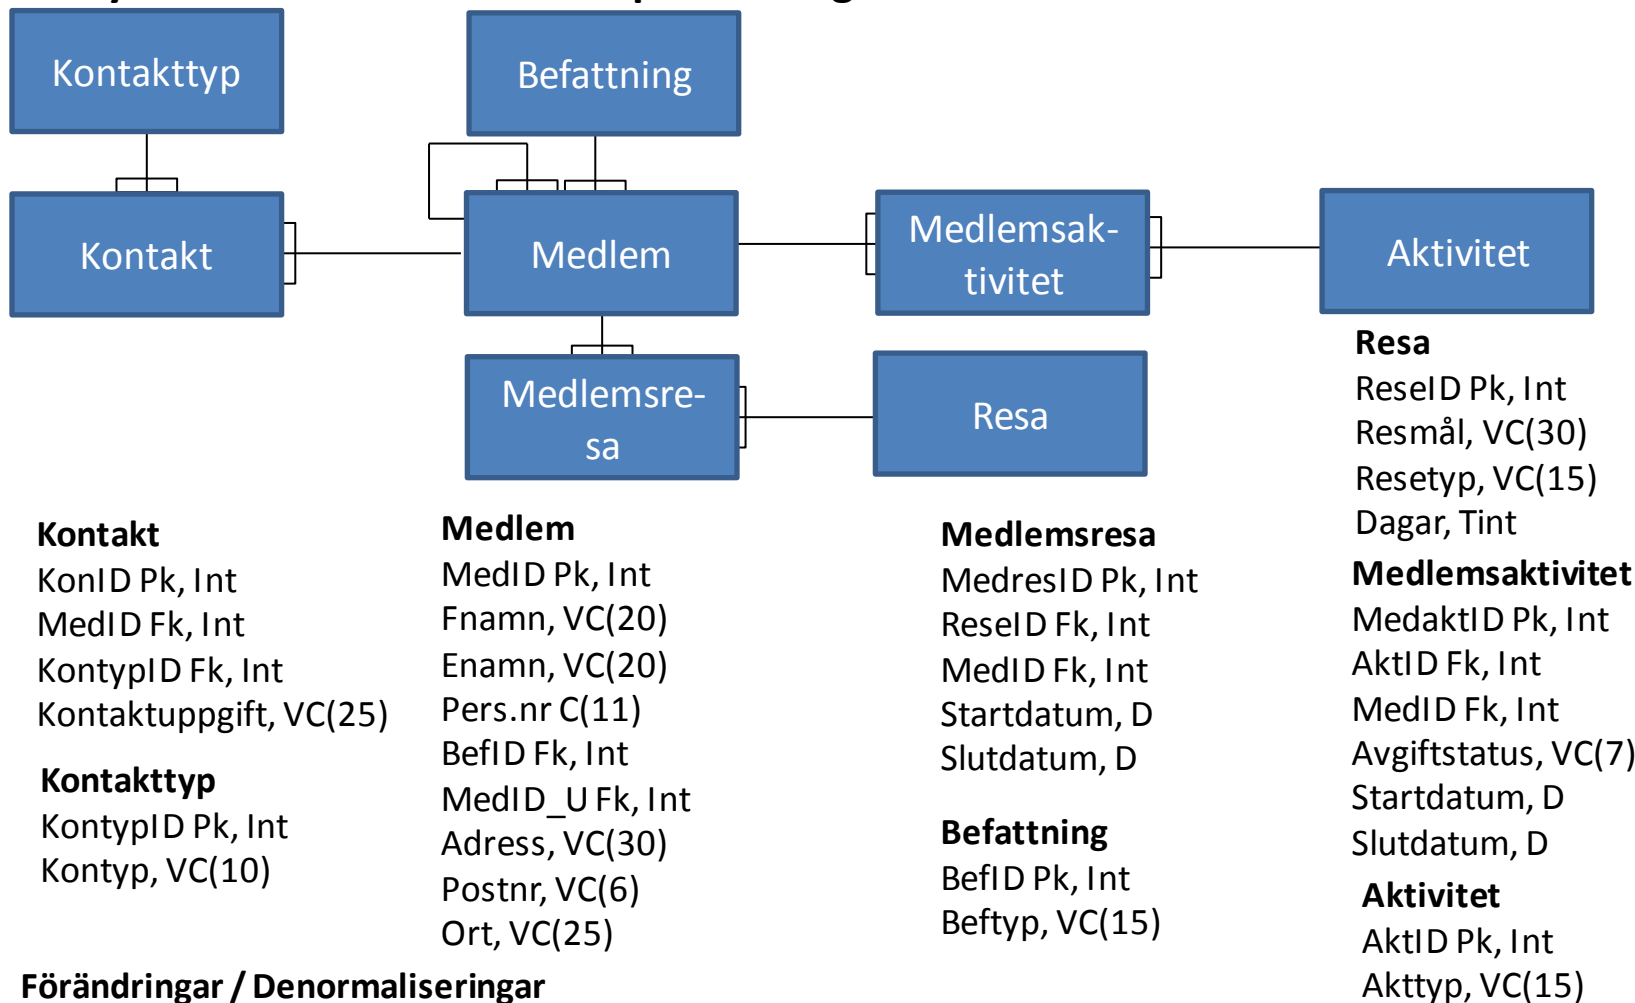 Kontakttyp
Befattning
Kontakt
Medlem
Medlemsak-
tivitet
Aktivitet
Medlemsre-
sa
Resa
Resa
ReseID Pk, Int
Resmål, VC(30)
Resetyp, VC(15)
Dagar, Tint
Kontakt
KonID Pk, Int
MedID Fk, Int
KontypID Fk, Int
Kontaktuppgift, VC(25)
Kontakttyp
KontypID Pk, Int
Kontyp, VC(10)
Medlem
MedID Pk, Int
Fnamn, VC(20)
Enamn, VC(20)
Pers.nr C(11)
BefID Fk, Int
MedID_U Fk, Int
Adress, VC(30)
Postnr, VC(6)
Ort, VC(25)
Medlemsresa
MedresID Pk, Int
ReseID Fk, Int
MedID Fk, Int
Startdatum, D
Slutdatum, D
Befattning
BefID Pk, Int
Beftyp, VC(15)
Medlemsaktivitet
MedaktID Pk, Int
AktID Fk, Int
MedID Fk, Int
Avgiftstatus, VC(7)
Startdatum, D
Slutdatum, D
Aktivitet
AktID Pk, Int
Akttyp, VC(15)
Förändringar / Denormaliseringar